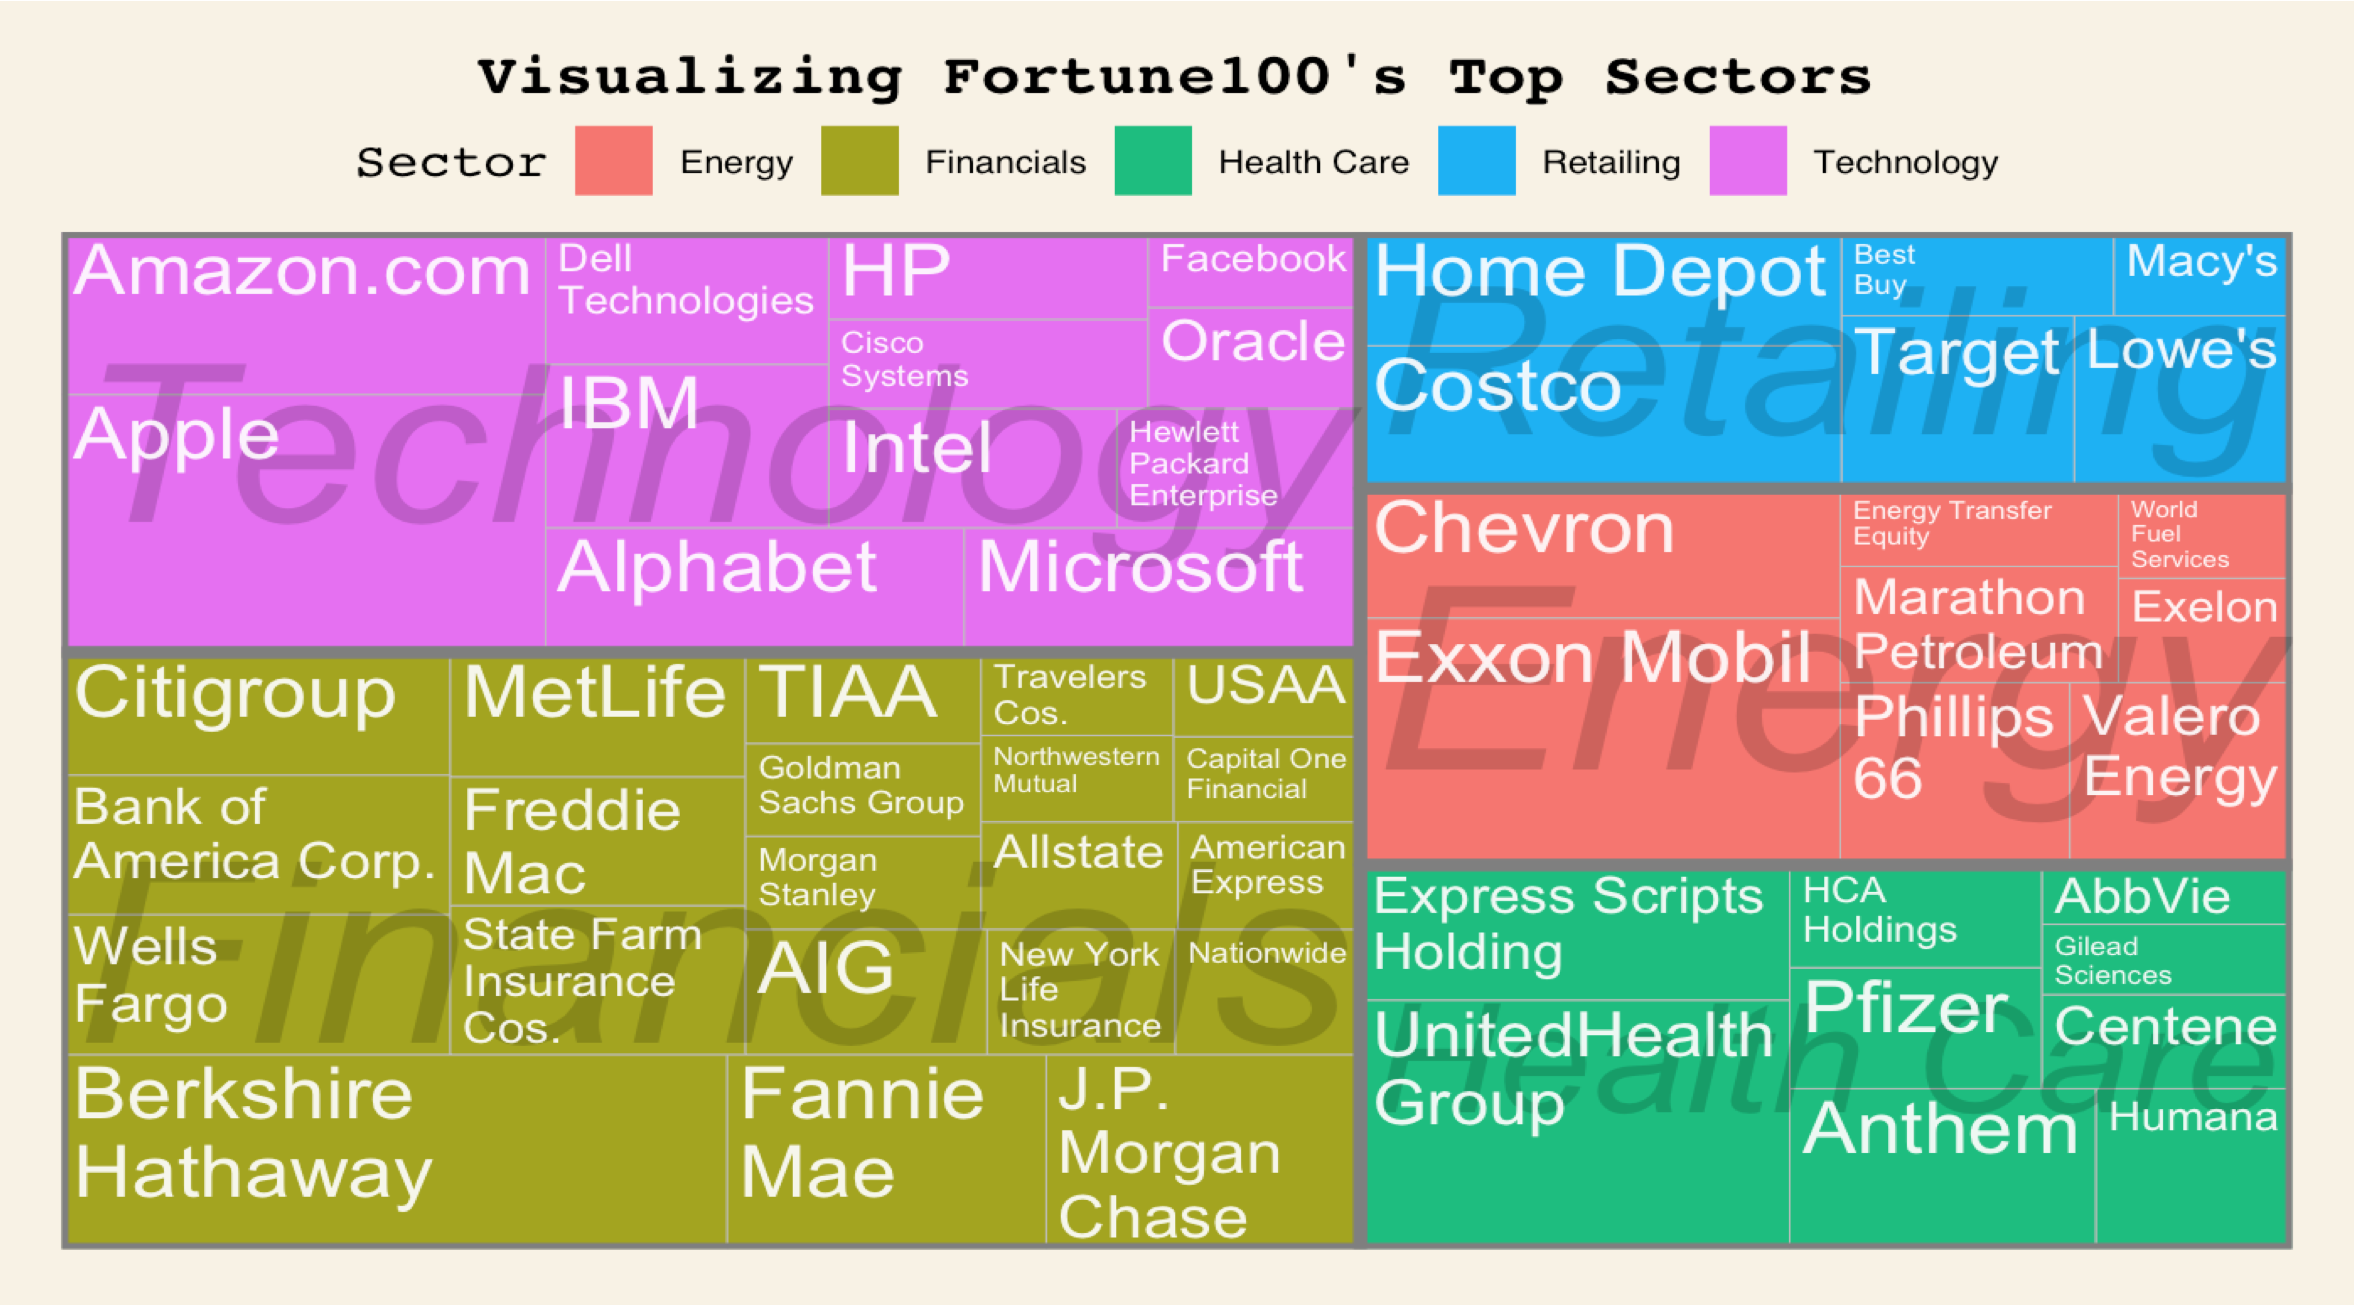 Visualizing Fortune100's Top Sectors
Sector Energy Financials Health Care Retailing Technology
Technology
Amazon.com
Apple
Dell
Technologies
IBM
HP
Cisco
Systems
Intel
Facebook
Oracle
Hewlett
Packard
Enterprise
Alphabet
Microsoft
Retailing
Home Depot
Costco
Best
Buy
Macy's
Target
Lowe's
Energy
Chevron
Exxon Mobil
Energy Transfer
Equity
World
Fuel
Services
Marathon
Petroleum
Exelon
Phillips
66
Valero
Energy
Financials
Citigroup
Bank of
America Corp.
Wells
Fargo
MetLife
Freddie
Mac
State Farm
Insurance
Cos.
TIAA
Goldman
Sachs Group
Morgan
Stanley
AIG
Travelers
Cos.
USAA
Northwestern
Mutual
Capital One
Financial
Allstate
American
Express
New York
Life
Insurance
Nationwide
Berkshire
Hathaway
Fannie
Mae
J.P.
Morgan
Chase
Health Care
Express Scripts
Holding
UnitedHealth
Group
HCA
Holdings
Pfizer
AbbVie
Gilead
Sciences
Centene
Anthem
Humana